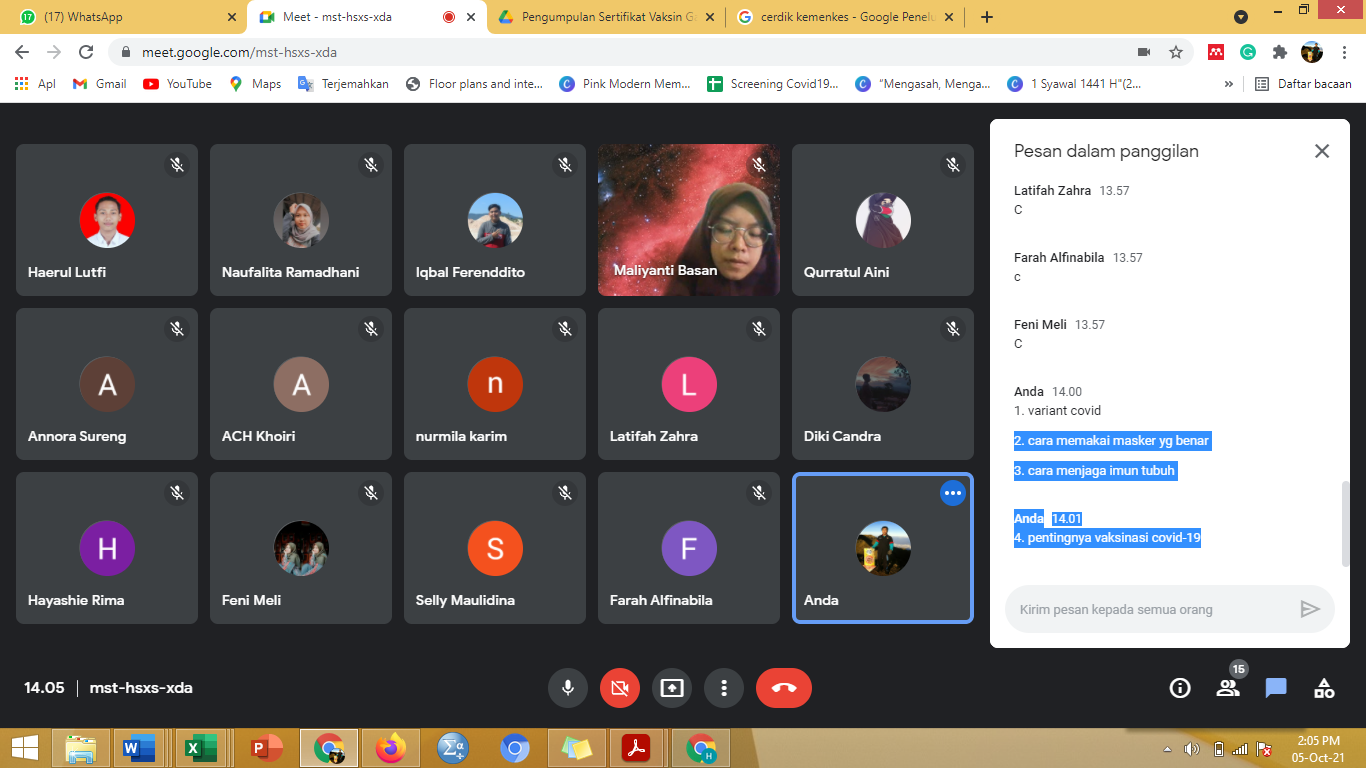 17
(17) WhatsApp
Meet - mst-hsxs-xda
Pengumpulan Sertifikat Vaksin Ga
cerdik kemenkes - Google Penelu
meet.google.com/mst-hsxs-xda
Apl
Gmail
YouTube
Maps
Terjemahkan
Floor plans and inte...
Pink Modern Mem...
Screening Covid19...
"Mengasah, Menga...
1 Syawal 1441 H"(2...
»
Daftar bacaan
Haerul Lutfi
Naufalita Ramadhani
Iqbal Ferenddito
Maliyanti Basan
Qurratul Aini
A
Annora Sureng
A
ACH Khoiri
n
nurmila karim
L
Latifah Zahra
Diki Candra
H
Hayashie Rima
Feni Meli
S
Selly Maulidina
F
Farah Alfinabila
Anda
Pesan dalam panggilan
Latifah Zahra 13.57
C
Farah Alfinabila 13.57
c
Feni Meli 13.57
C
Anda 14.00
1. variant covid
2. cara memakai masker yg benar
3. cara menjaga imun tubuh
Anda 14.01
4. pentingnya vaksinasi covid-19
Kirim pesan kepada semua orang
14.05 | mst-hsxs-xda
15
2:05 PM
05-Oct-21